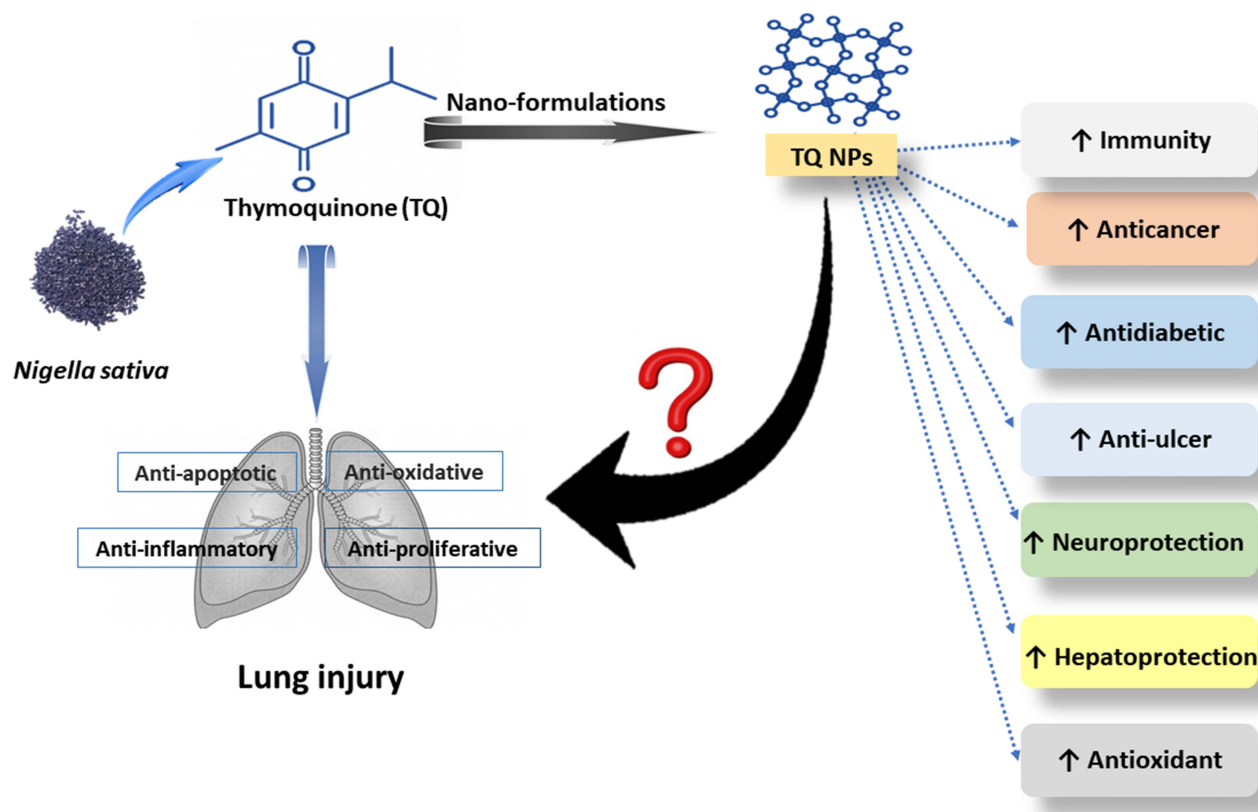 O
Nano-formulations
O
Thymoquinone (TQ)
Nigella sativa
TQ NPs
↑ Immunity
↑ Anticancer
↑ Antidiabetic
↑ Anti-ulcer
↑ Neuroprotection
↑ Hepatoprotection
↑ Antioxidant
?
Anti-apoptotic
Anti-oxidative
Anti-inflammatory
Anti-proliferative
Lung injury